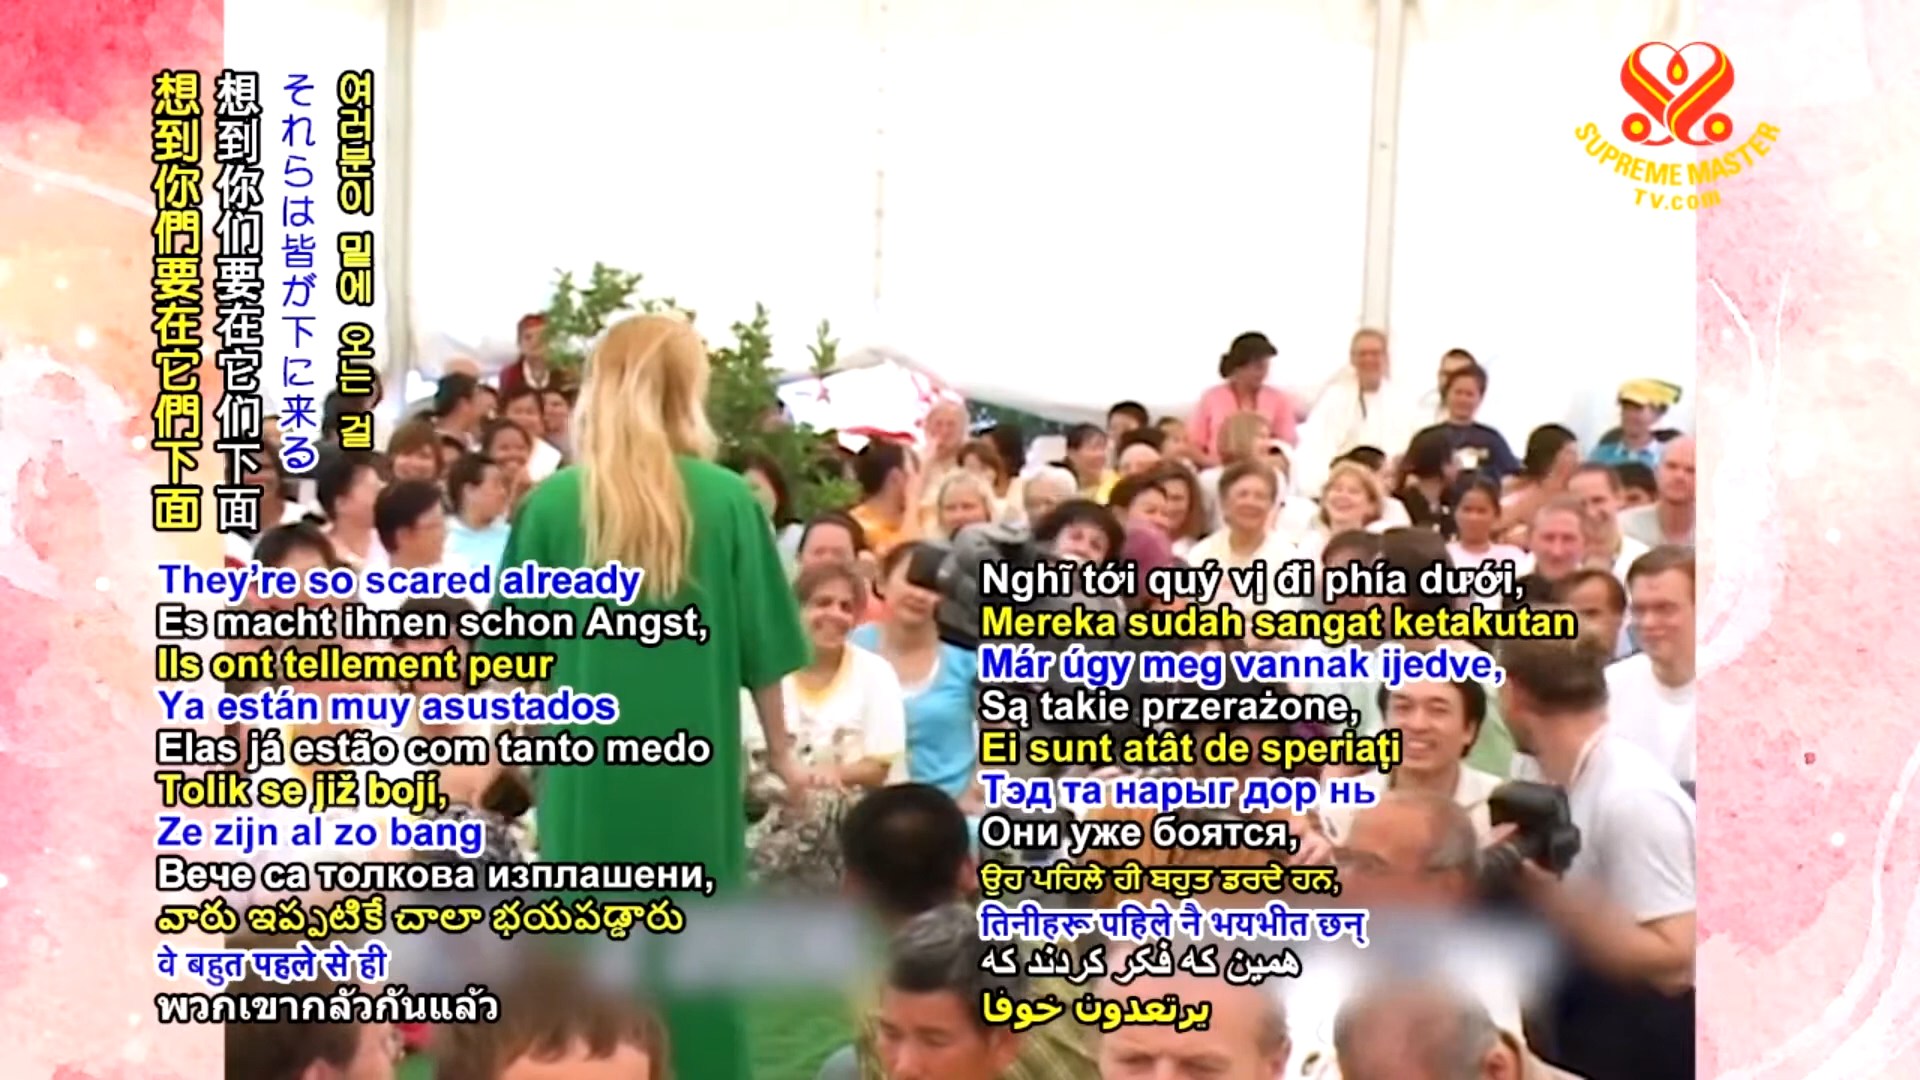 想到你們要在它們下面
想到你们要在它们下面
それらは皆が下に来る
여러분이 밑에 오는 걸
SUPREME MASTER
TV.com
They're so scared already
Es macht ihnen schon Angst,
Ils ont tellement peur
Ya están muy asustados
Elas já estão com tanto medo
Tolik se již bojí,
Ze zijn al zo bang
Вече са толкова изплашени,
వారు ఇప్పటికే చాలా భయపడ్డారు
वे बहुत पहले से ही
พวกเขากลัวกันแล้ว
Nghĩ tới quý vị đi phía dưới,
Mereka sudah sangat ketakutan
Már úgy meg vannak ijedve,
Są takie przerażone,
Ei sunt atât de speriați
Тэд та нарыг дор нь
Они уже боятся,
ਉਹ ਪਹਿਲੇ ਹੀ ਬਹੁਤ ਡਰਦੇ ਹਨ,
तिनीहरू पहिले नै भयभीत छन्
همین که فکر کردند که
يرتعدون خوفا